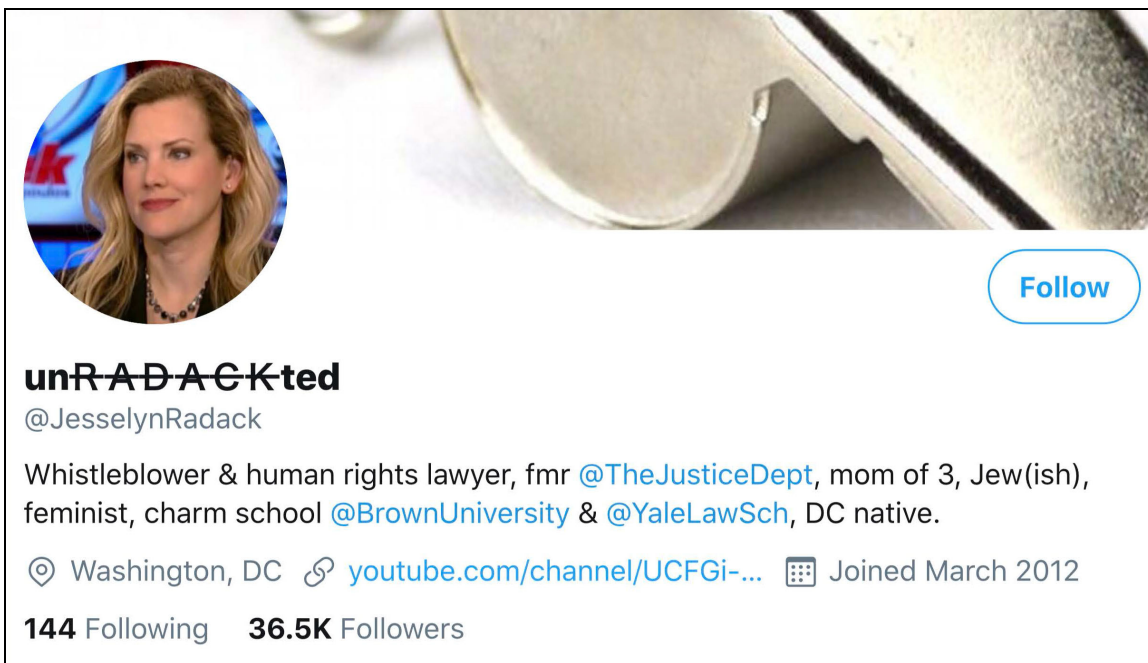 Follow
unRADACKted
@JesselynRadack
Whistleblower & human rights lawyer, fmr @TheJusticeDept, mom of 3, Jew(ish),
feminist, charm school @BrownUniversity & @YaleLawSch, DC native.
Washington, DC youtube.com/channel/UCFGi-... Joined March 2012
144 Following 36.5K Followers